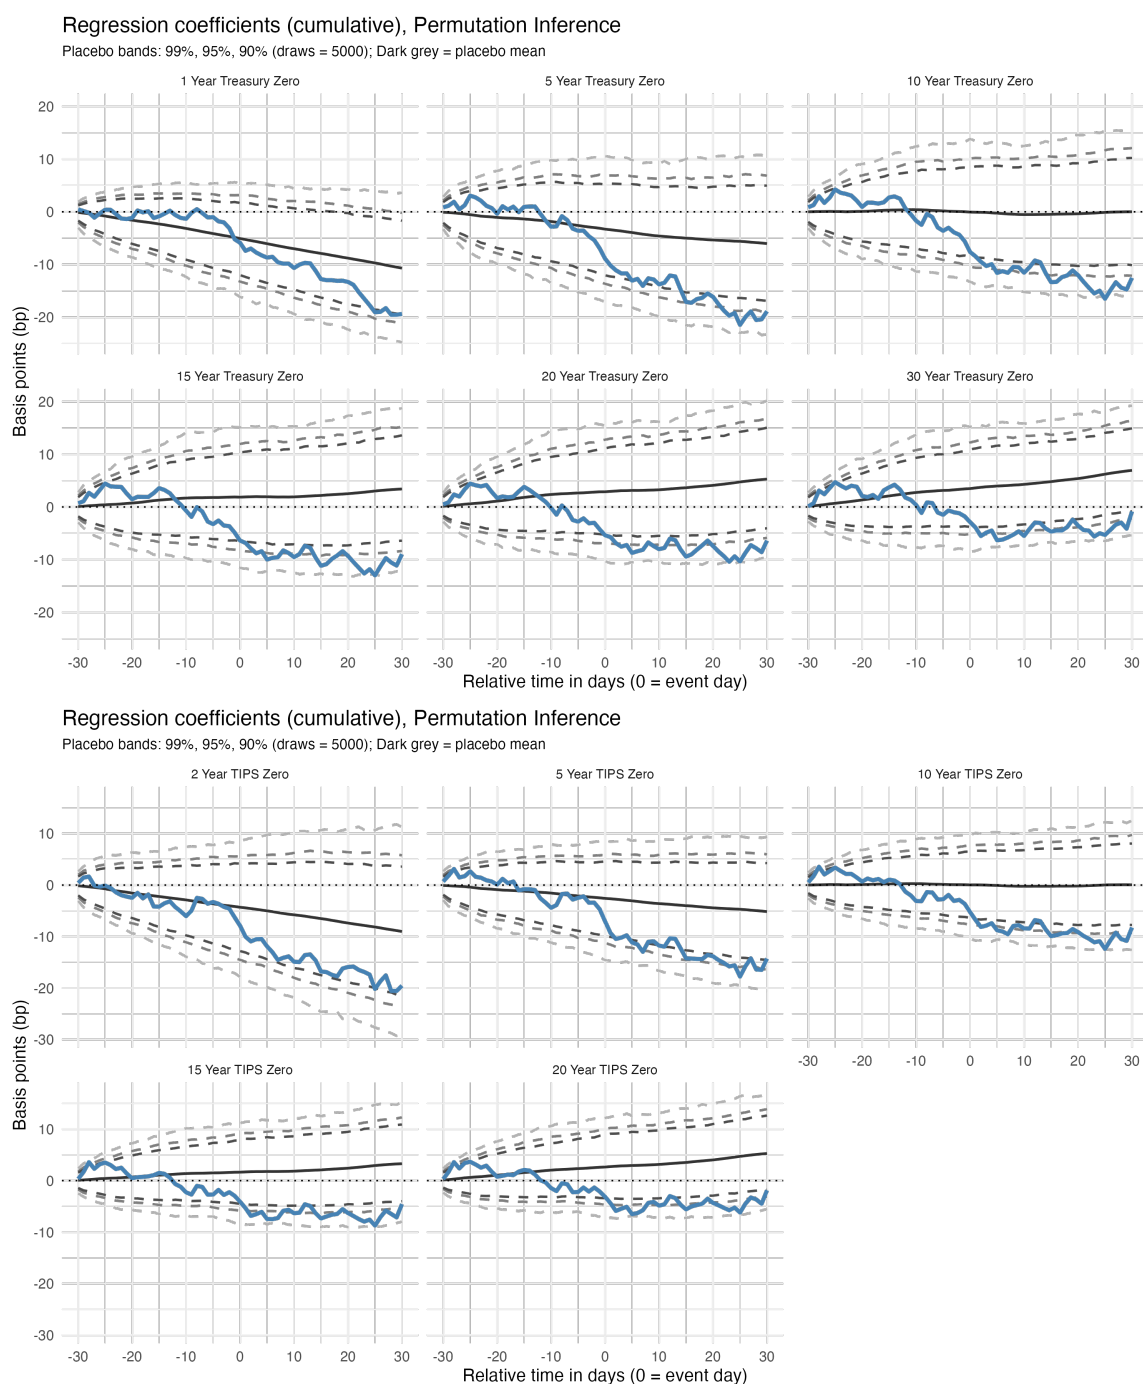 Regression coefficients (cumulative), Permutation Inference
Placebo bands: 99%, 95%, 90% (draws = 5000); Dark grey = placebo mean
1 Year Treasury Zero 5 Year Treasury Zero 10 Year Treasury Zero
20
10
0
-10
-20
Basis points (bp)
15 Year Treasury Zero 20 Year Treasury Zero 30 Year Treasury Zero
20
10
0
-10
-20
-30 -20 -10 0 10 20 30 -30 -20 -10 0 10 20 30 -30 -20 -10 0 10 20 30
Relative time in days (0 = event day)
Regression coefficients (cumulative), Permutation Inference
Placebo bands: 99%, 95%, 90% (draws = 5000); Dark grey = placebo mean
2 Year TIPS Zero 5 Year TIPS Zero 10 Year TIPS Zero
10
0
-10
-20
-30
-30 -20 -10 0 10 20 30
Basis points (bp)
15 Year TIPS Zero 20 Year TIPS Zero
10
0
-10
-20
-30
-30 -20 -10 0 10 20 30 -30 -20 -10 0 10 20 30
Relative time in days (0 = event day)